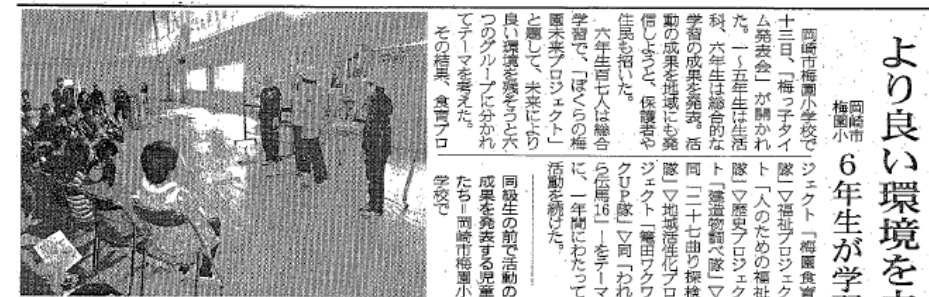 より良い環境を
岡崎市
梅園小
6年生が学
岡崎市梅園小学校で
十三日、「梅っ子タイ
ム発表会」が開かれ
た。一～五年生は生活
科、六年生は総合的な
学習の成果を発表。活
動の成果を地域にも発
信しようと、保護者や
住民も招いた。
六年生百七人は総合
学習で、「ぼくらの梅
園未来プロジェクト」
と題して、未来により
良い環境を残そうと六
つのグループに分かれ
てテーマを考えた。
その結果、食育プロ
ジェクト「梅園食育
隊」▽福祉プロジェク
ト「人のための福祉
隊」▽歴史プロジェク
ト「建造物調べ隊」▽
同「二十七曲り探検
隊」▽地域活性化プロ
ジェクト「篭田ワクワ
クUP隊」▽同「われ
ら伝馬16」―をテーマ
に、一年間にわたって
活動を続けた。
同級生の前で活動の
成果を発表する児童
たち＝岡崎市梅園小
学校で